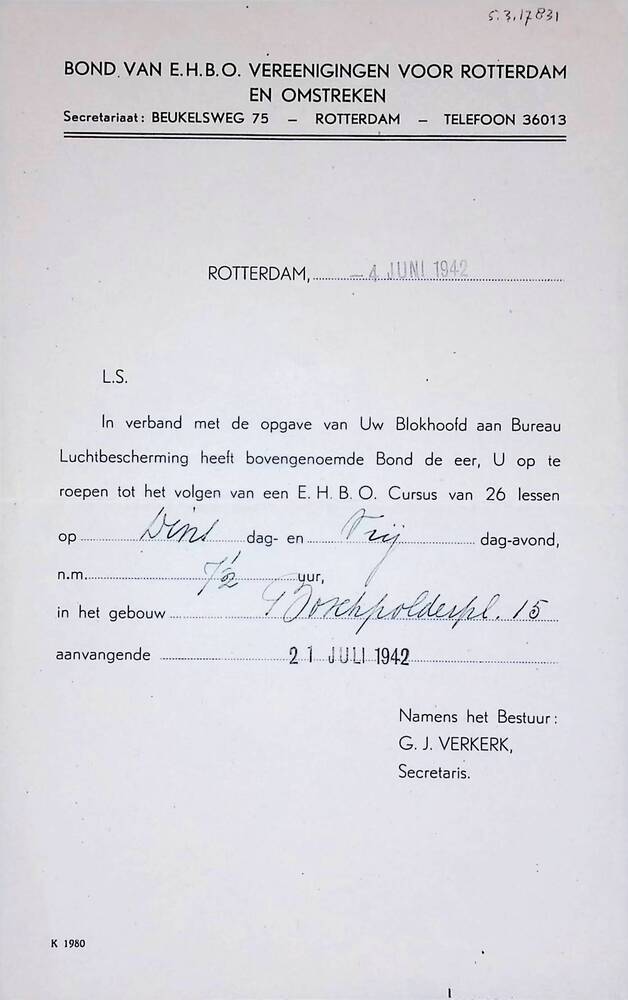 5.3.17831
BOND VAN E.H.B.O. VEREENIGINGEN VOOR ROTTERDAM
EN OMSTREKEN
Secretariaat: BEUKELSWEG 75 – ROTTERDAM – TELEFOON 36013
ROTTERDAM, – 4 JUNI 1942
L.S.
In verband met de opgave van Uw Blokhoofd aan Bureau
Luchtbescherming heeft bovengenoemde Bond de eer, U op te
roepen tot het volgen van een E. H. B. O. Cursus van 26 lessen
op Dins dag- en Vrij dag-avond,
n.m. 7 1/2 uur,
in het gebouw Boschpolderpl. 15
aanvangende 21 JULI 1942
Namens het Bestuur:
G. J. VERKERK,
Secretaris.
K 1980